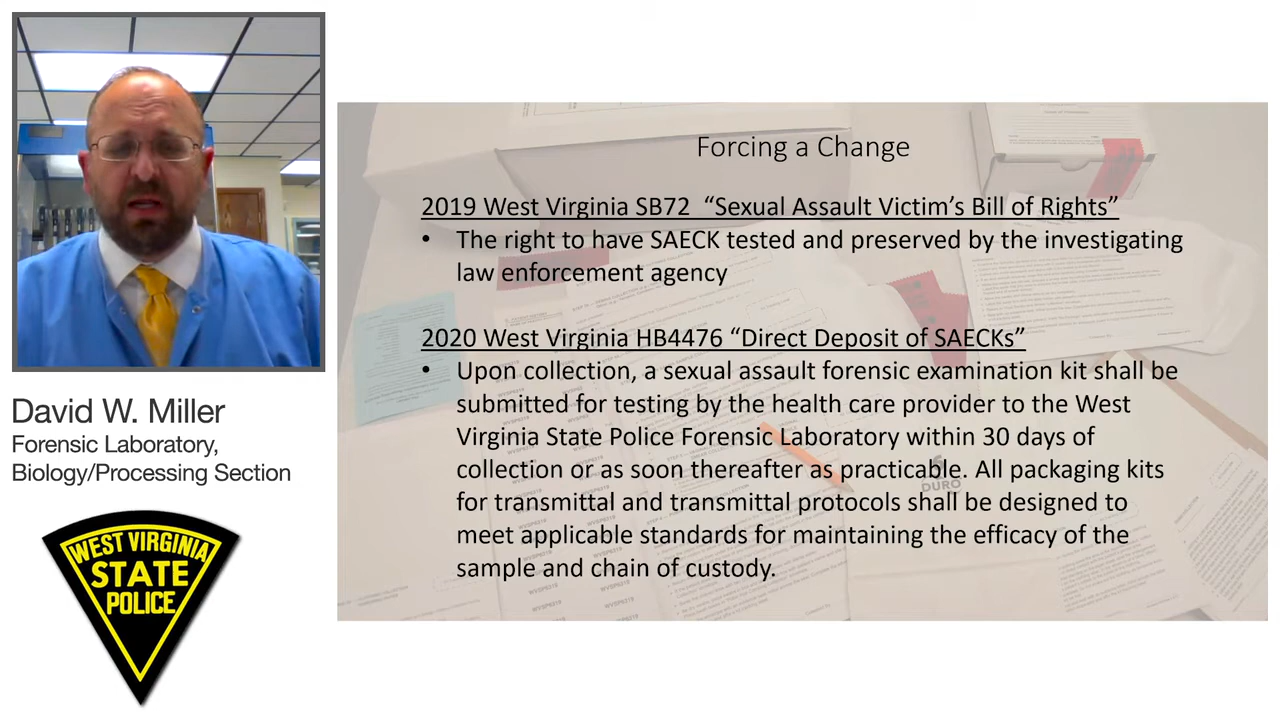 Forcing a Change
2019 West Virginia SB72 “Sexual Assault Victim’s Bill of Rights”
• The right to have SAECK tested and preserved by the investigating
law enforcement agency
2020 West Virginia HB4476 “Direct Deposit of SAECKs”
• Upon collection, a sexual assault forensic examination kit shall be
submitted for testing by the health care provider to the West
Virginia State Police Forensic Laboratory within 30 days of
collection or as soon thereafter as practicable. All packaging kits
for transmittal and transmittal protocols shall be designed to
meet applicable standards for maintaining the efficacy of the
sample and chain of custody.
DURO
David W. Miller
Forensic Laboratory,
Biology/Processing Section
WEST VIRGINIA
STATE
POLICE